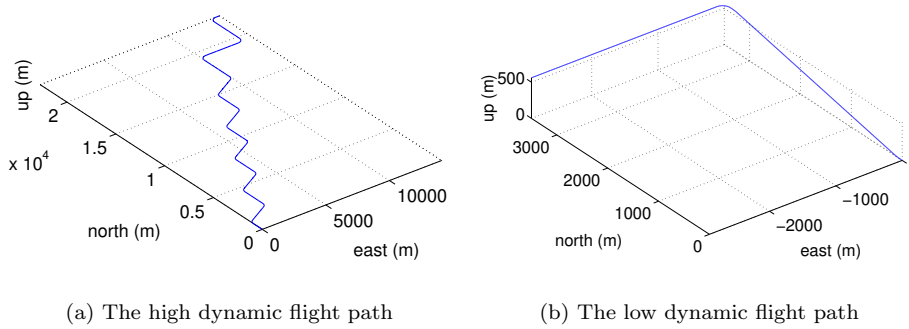 up (m)
2
1.5
x 10^4
1
0.5
north (m)
0
0
5000
10000
east (m)
(a) The high dynamic flight path
up (m)
500
0
3000
2000
1000
north (m)
0
−2000
−1000
east (m)
(b) The low dynamic flight path